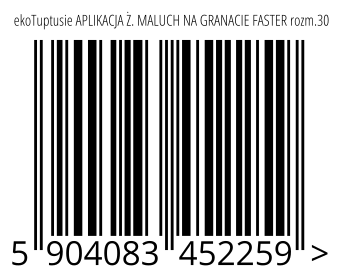 ekoTuptusie APLIKACJA Ż. MALUCH NA GRANACIE FASTER rozm.30
5 904083 452259 >